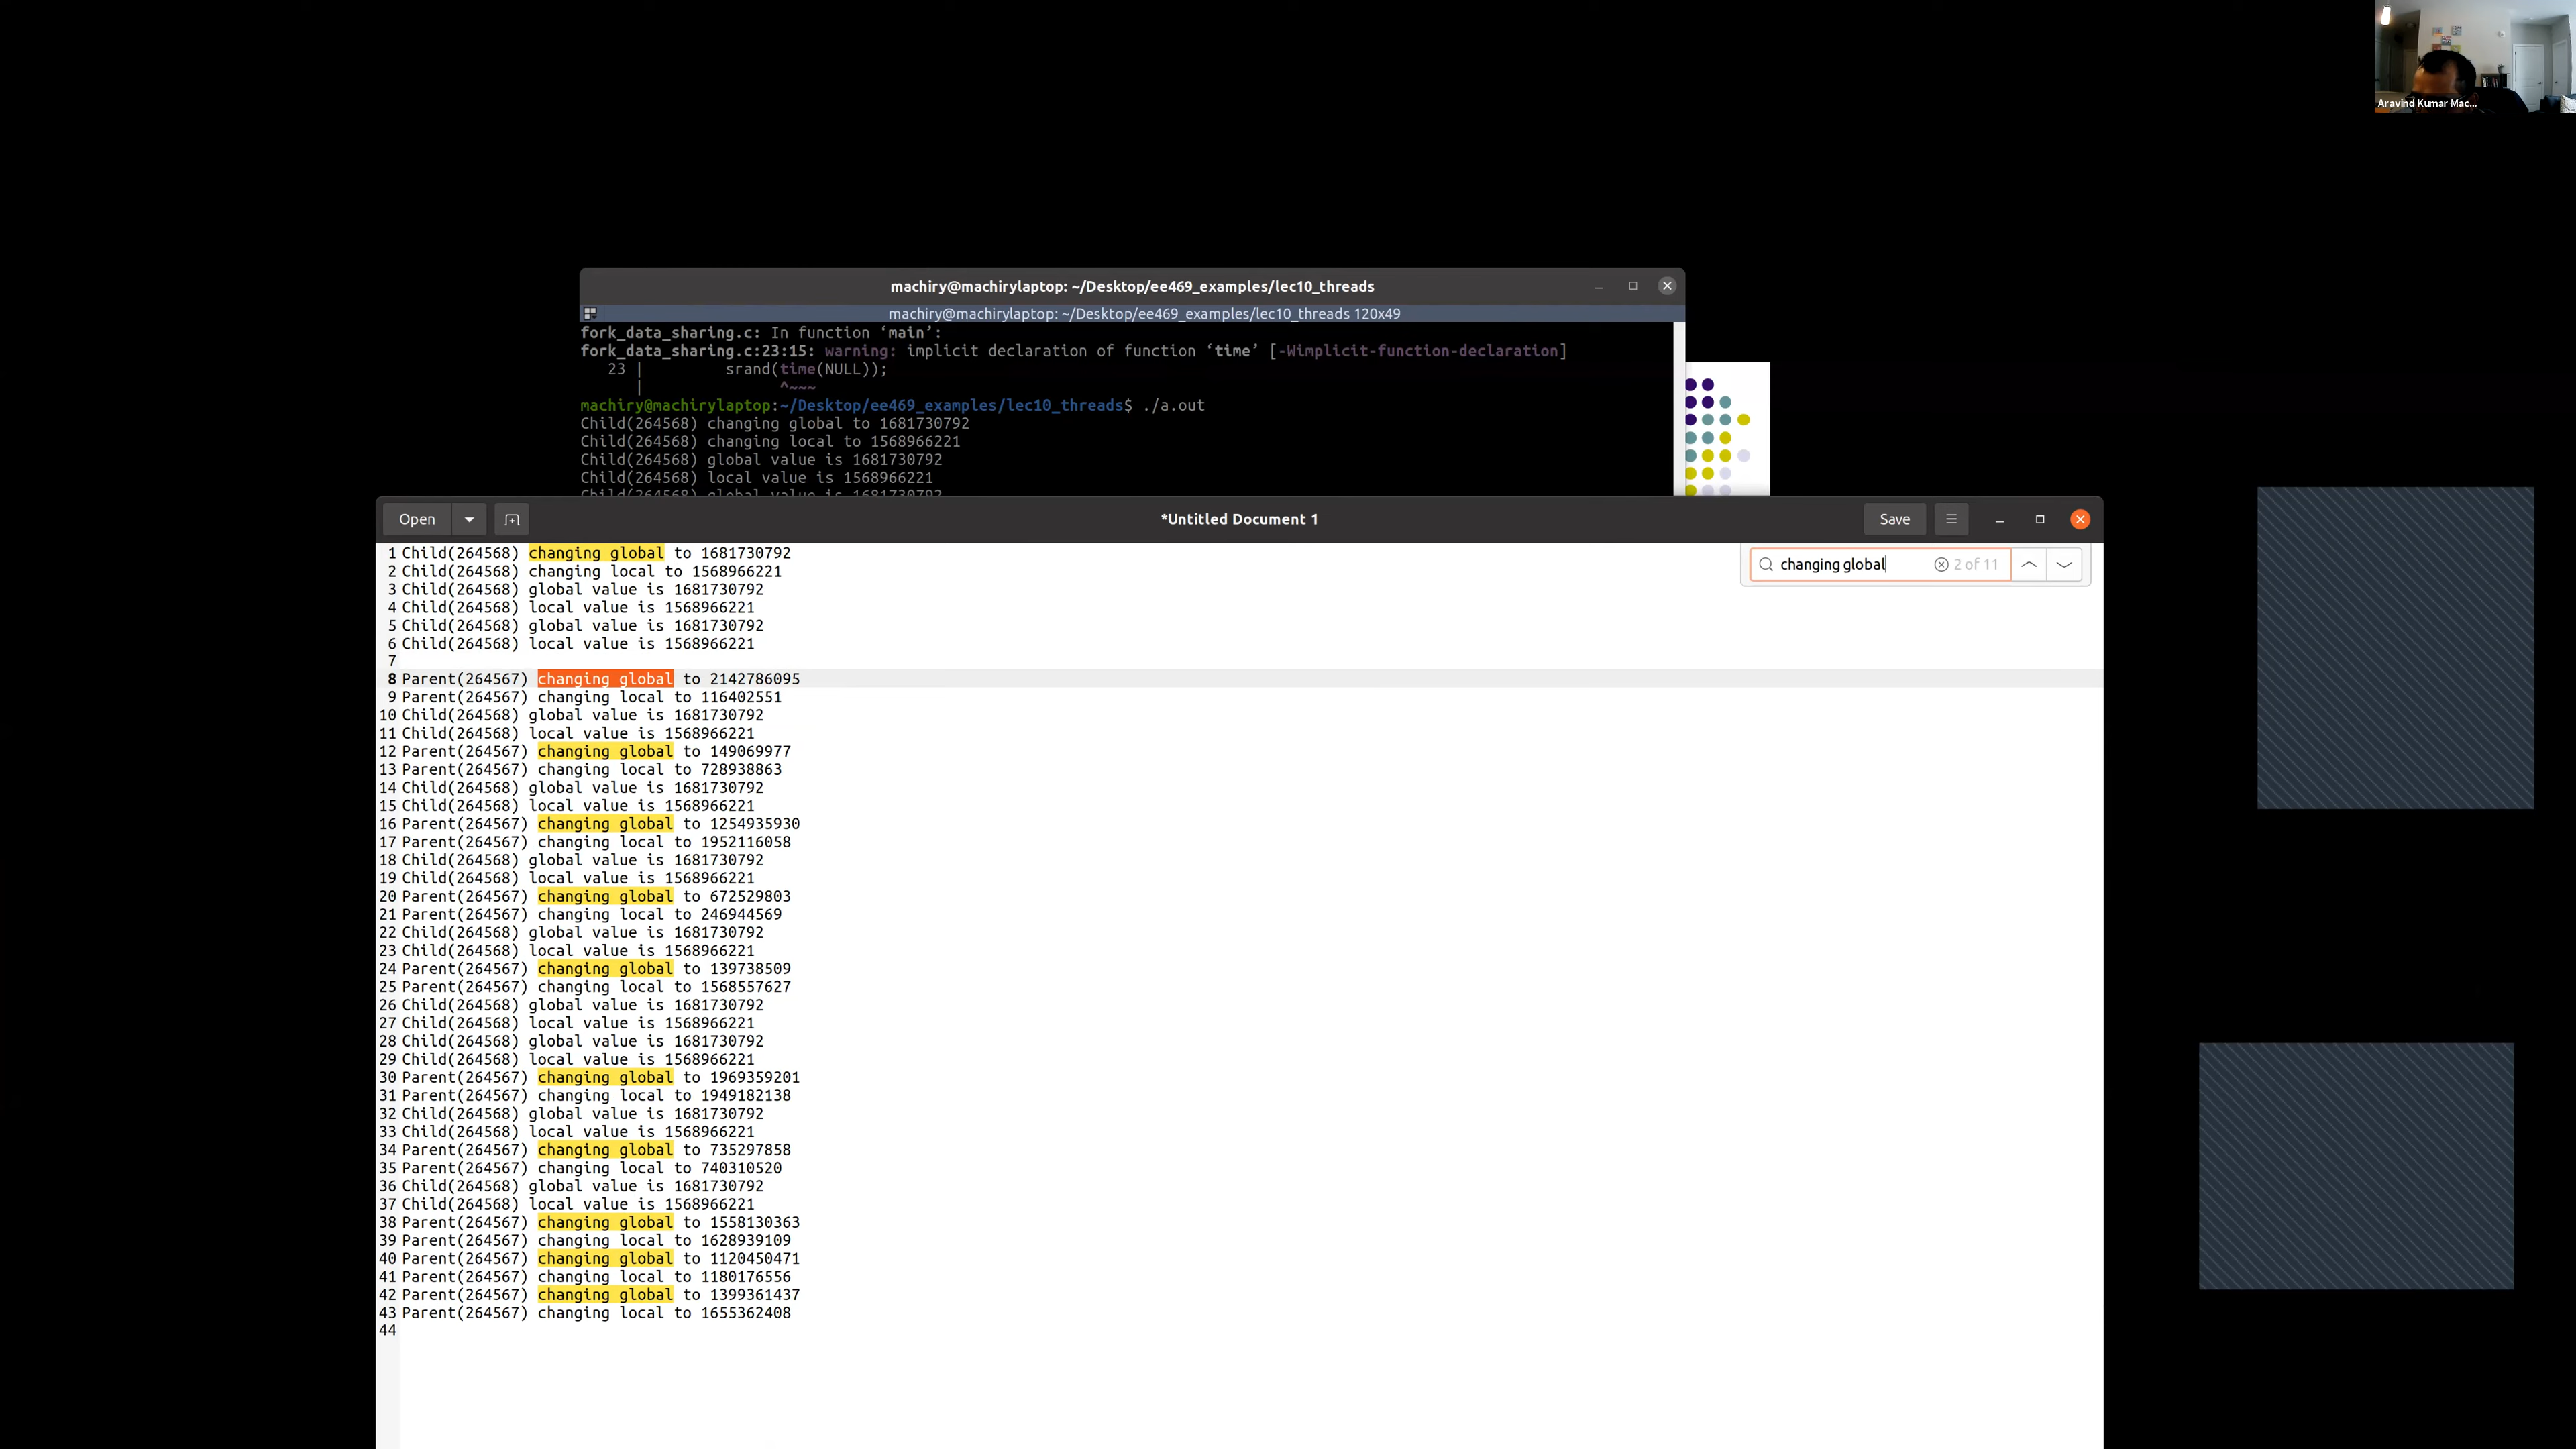 Aravind Kumar Mac...
machiry@machirylaptop: ~/Desktop/ee469_examples/lec10_threads
machiry@machirylaptop: ~/Desktop/ee469_examples/lec10_threads 120x49
fork_data_sharing.c: In function ‘main’:
fork_data_sharing.c:23:15: warning: implicit declaration of function ‘time’ [-Wimplicit-function-declaration]
23 | srand(time(NULL));
| ^~~~
machiry@machirylaptop:~/Desktop/ee469_examples/lec10_threads$ ./a.out
Child(264568) changing global to 1681730792
Child(264568) changing local to 1568966221
Child(264568) global value is 1681730792
Child(264568) local value is 1568966221
Child(264568) global value is 1681730792
Open
*Untitled Document 1
Save
changing global 2 of 11
1 Child(264568) changing global to 1681730792
2 Child(264568) changing local to 1568966221
3 Child(264568) global value is 1681730792
4 Child(264568) local value is 1568966221
5 Child(264568) global value is 1681730792
6 Child(264568) local value is 1568966221
7
8 Parent(264567) changing global to 2142786095
9 Parent(264567) changing local to 116402551
10 Child(264568) global value is 1681730792
11 Child(264568) local value is 1568966221
12 Parent(264567) changing global to 149069977
13 Parent(264567) changing local to 728938863
14 Child(264568) global value is 1681730792
15 Child(264568) local value is 1568966221
16 Parent(264567) changing global to 1254935930
17 Parent(264567) changing local to 1952116058
18 Child(264568) global value is 1681730792
19 Child(264568) local value is 1568966221
20 Parent(264567) changing global to 672529803
21 Parent(264567) changing local to 246944569
22 Child(264568) global value is 1681730792
23 Child(264568) local value is 1568966221
24 Parent(264567) changing global to 139738509
25 Parent(264567) changing local to 1568557627
26 Child(264568) global value is 1681730792
27 Child(264568) local value is 1568966221
28 Child(264568) global value is 1681730792
29 Child(264568) local value is 1568966221
30 Parent(264567) changing global to 1969359201
31 Parent(264567) changing local to 1949182138
32 Child(264568) global value is 1681730792
33 Child(264568) local value is 1568966221
34 Parent(264567) changing global to 735297858
35 Parent(264567) changing local to 740310520
36 Child(264568) global value is 1681730792
37 Child(264568) local value is 1568966221
38 Parent(264567) changing global to 1558130363
39 Parent(264567) changing local to 1628939109
40 Parent(264567) changing global to 1120450471
41 Parent(264567) changing local to 1180176556
42 Parent(264567) changing global to 1399361437
43 Parent(264567) changing local to 1655362408
44